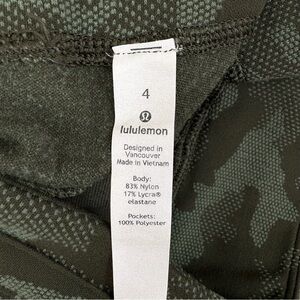 4
lululemon
Designed in
Vancouver
Made in Vietnam
Body:
83% Nylon
17% Lycra®
elastane
Pockets:
100% Polyester